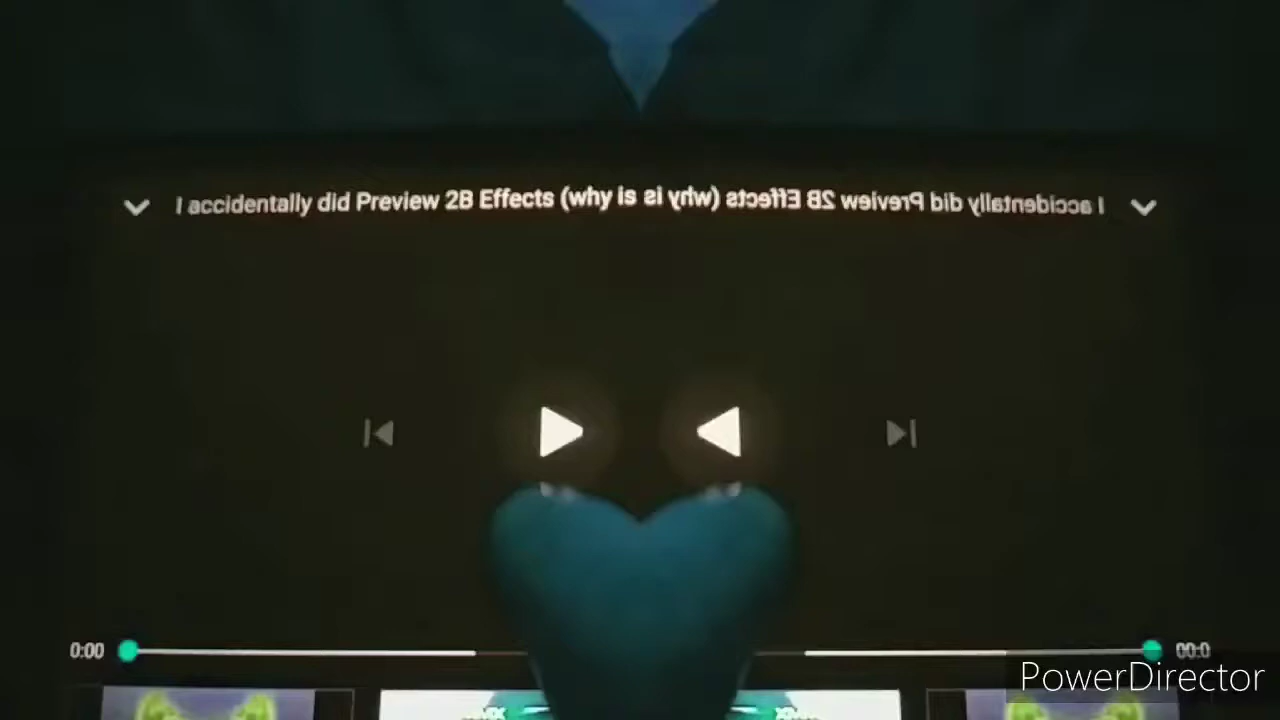 I accidentally did Preview 2B Effects (why is si yhw) stceffE B2 weiverP did yllatnedicca I
0:00 00:0
PowerDirector